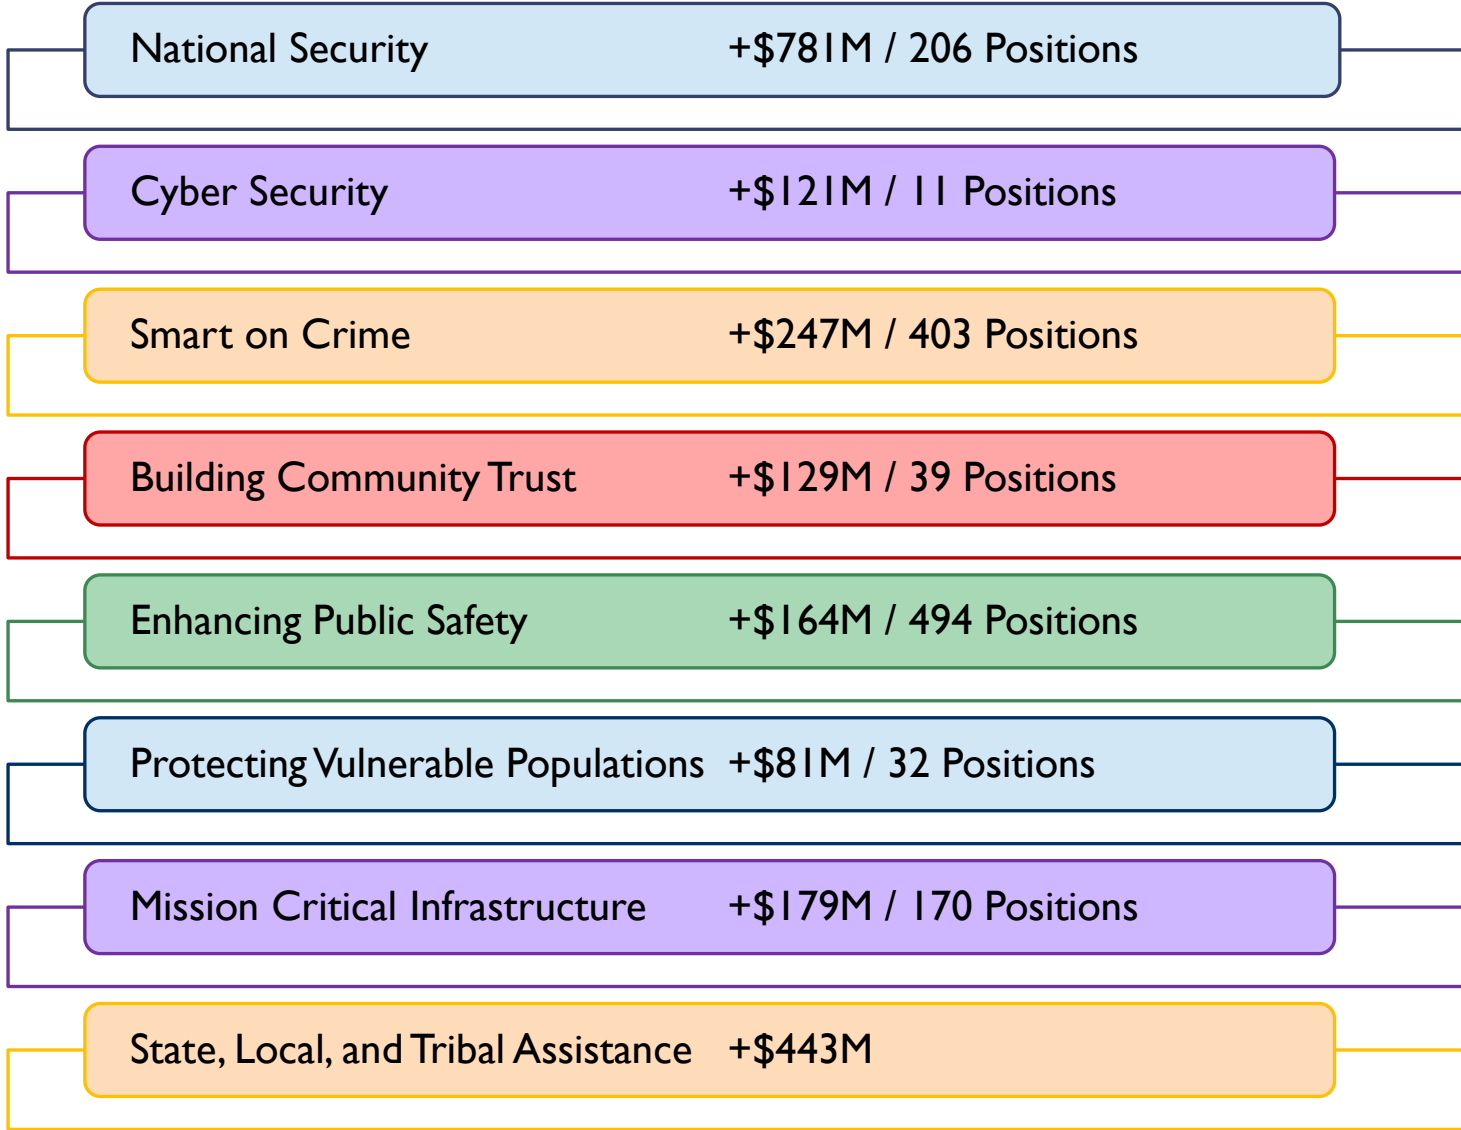 National Security +$781M / 206 Positions
Cyber Security +$121M / 11 Positions
Smart on Crime +$247M / 403 Positions
Building Community Trust +$129M / 39 Positions
Enhancing Public Safety +$164M / 494 Positions
Protecting Vulnerable Populations +$81M / 32 Positions
Mission Critical Infrastructure +$179M / 170 Positions
State, Local, and Tribal Assistance +$443M